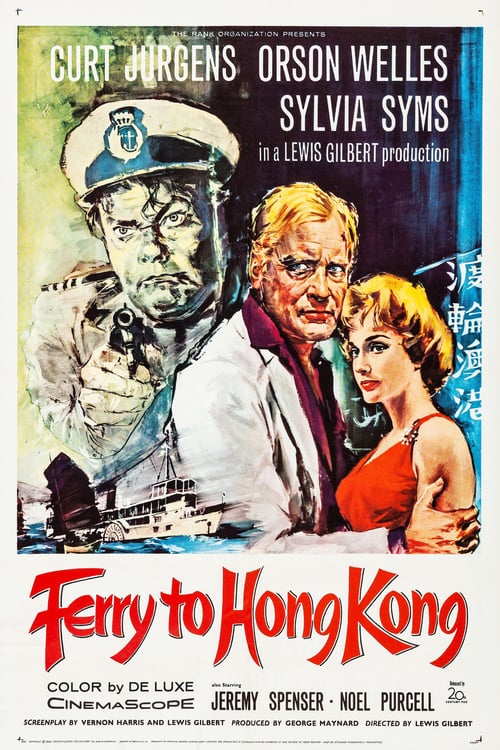 THE RANK ORGANIZATION PRESENTS
CURT JURGENS ORSON WELLES
SYLVIA SYMS
in a LEWIS GILBERT production
渡
輪
澳
港
Ferry to Hong Kong
COLOR by DE LUXE
CINEMASCOPE
also Starring
JEREMY SPENSER · NOEL PURCELL
Released by
20th
CENTURY-FOX
SCREENPLAY BY VERNON HARRIS AND LEWIS GILBERT PRODUCED BY GEORGE MAYNARD DIRECTED BY LEWIS GILBERT